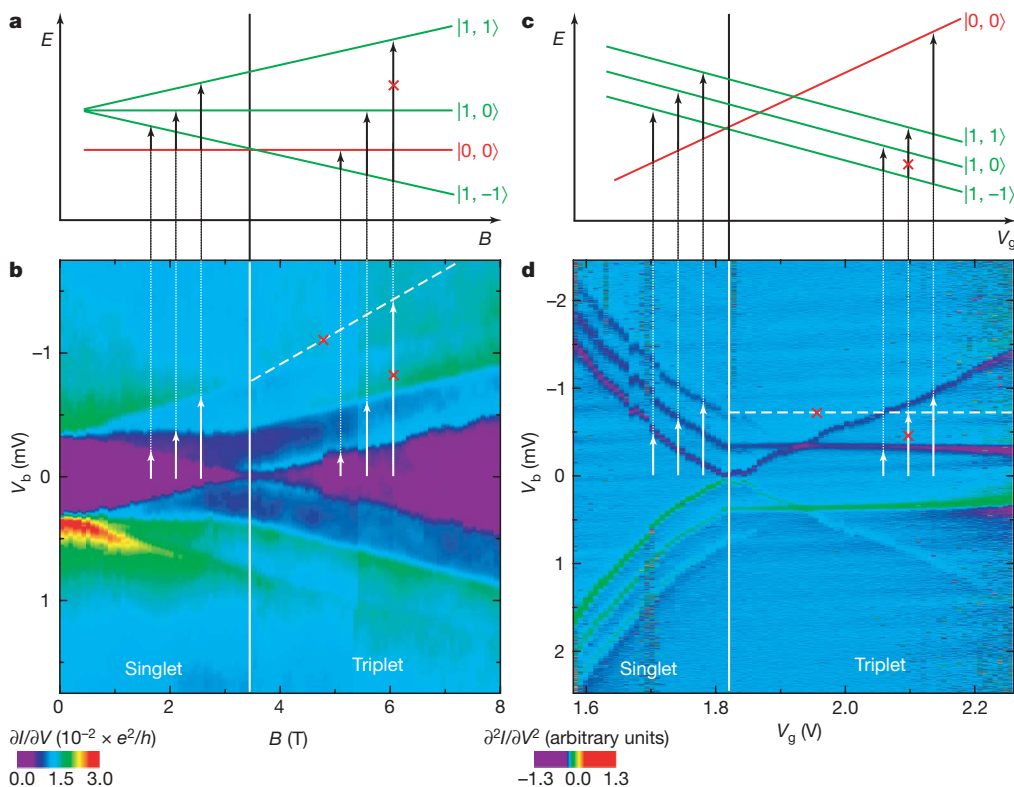 a
E
|1, 1⟩
|1, 0⟩
|0, 0⟩
|1, −1⟩
B
c
E
|0, 0⟩
|1, 1⟩
|1, 0⟩
|1, −1⟩
Vg
b
Vb (mV)
-1
0
1
Singlet
Triplet
0
2
4
6
8
B (T)
∂I/∂V (10−2 × e2/h)
0.0
1.5
3.0
d
Vb (mV)
−2
−1
0
1
2
Singlet
Triplet
1.6
1.8
2.0
2.2
Vg (V)
∂2I/∂V2 (arbitrary units)
−1.3
0.0
1.3